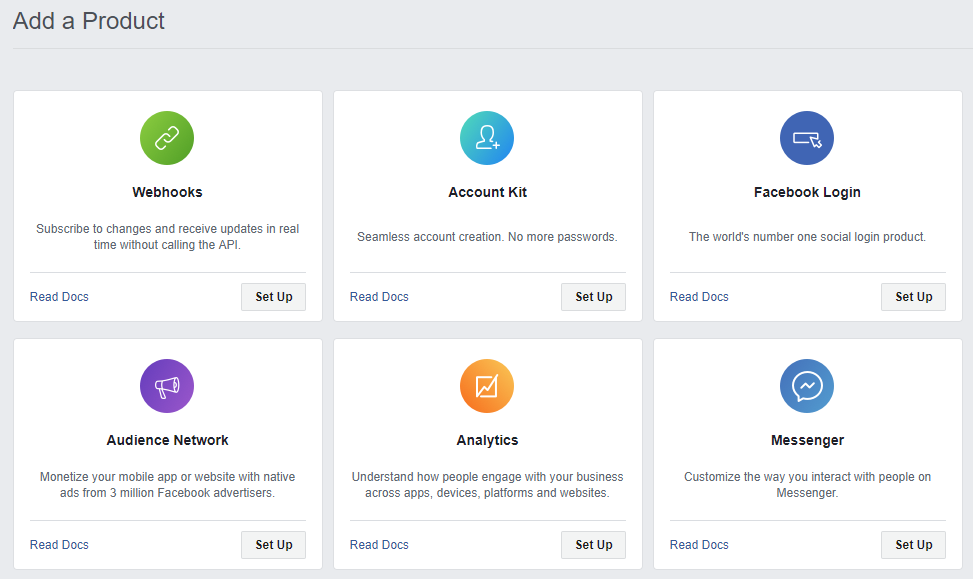 Add a Product
Webhooks
Subscribe to changes and receive updates in real
time without calling the API.
Read Docs
Set Up
Account Kit
Seamless account creation. No more passwords.
Read Docs
Set Up
Facebook Login
The world's number one social login product.
Read Docs
Set Up
Audience Network
Monetize your mobile app or website with native
ads from 3 million Facebook advertisers.
Read Docs
Set Up
Analytics
Understand how people engage with your business
across apps, devices, platforms and websites.
Read Docs
Set Up
Messenger
Customize the way you interact with people on
Messenger.
Read Docs
Set Up